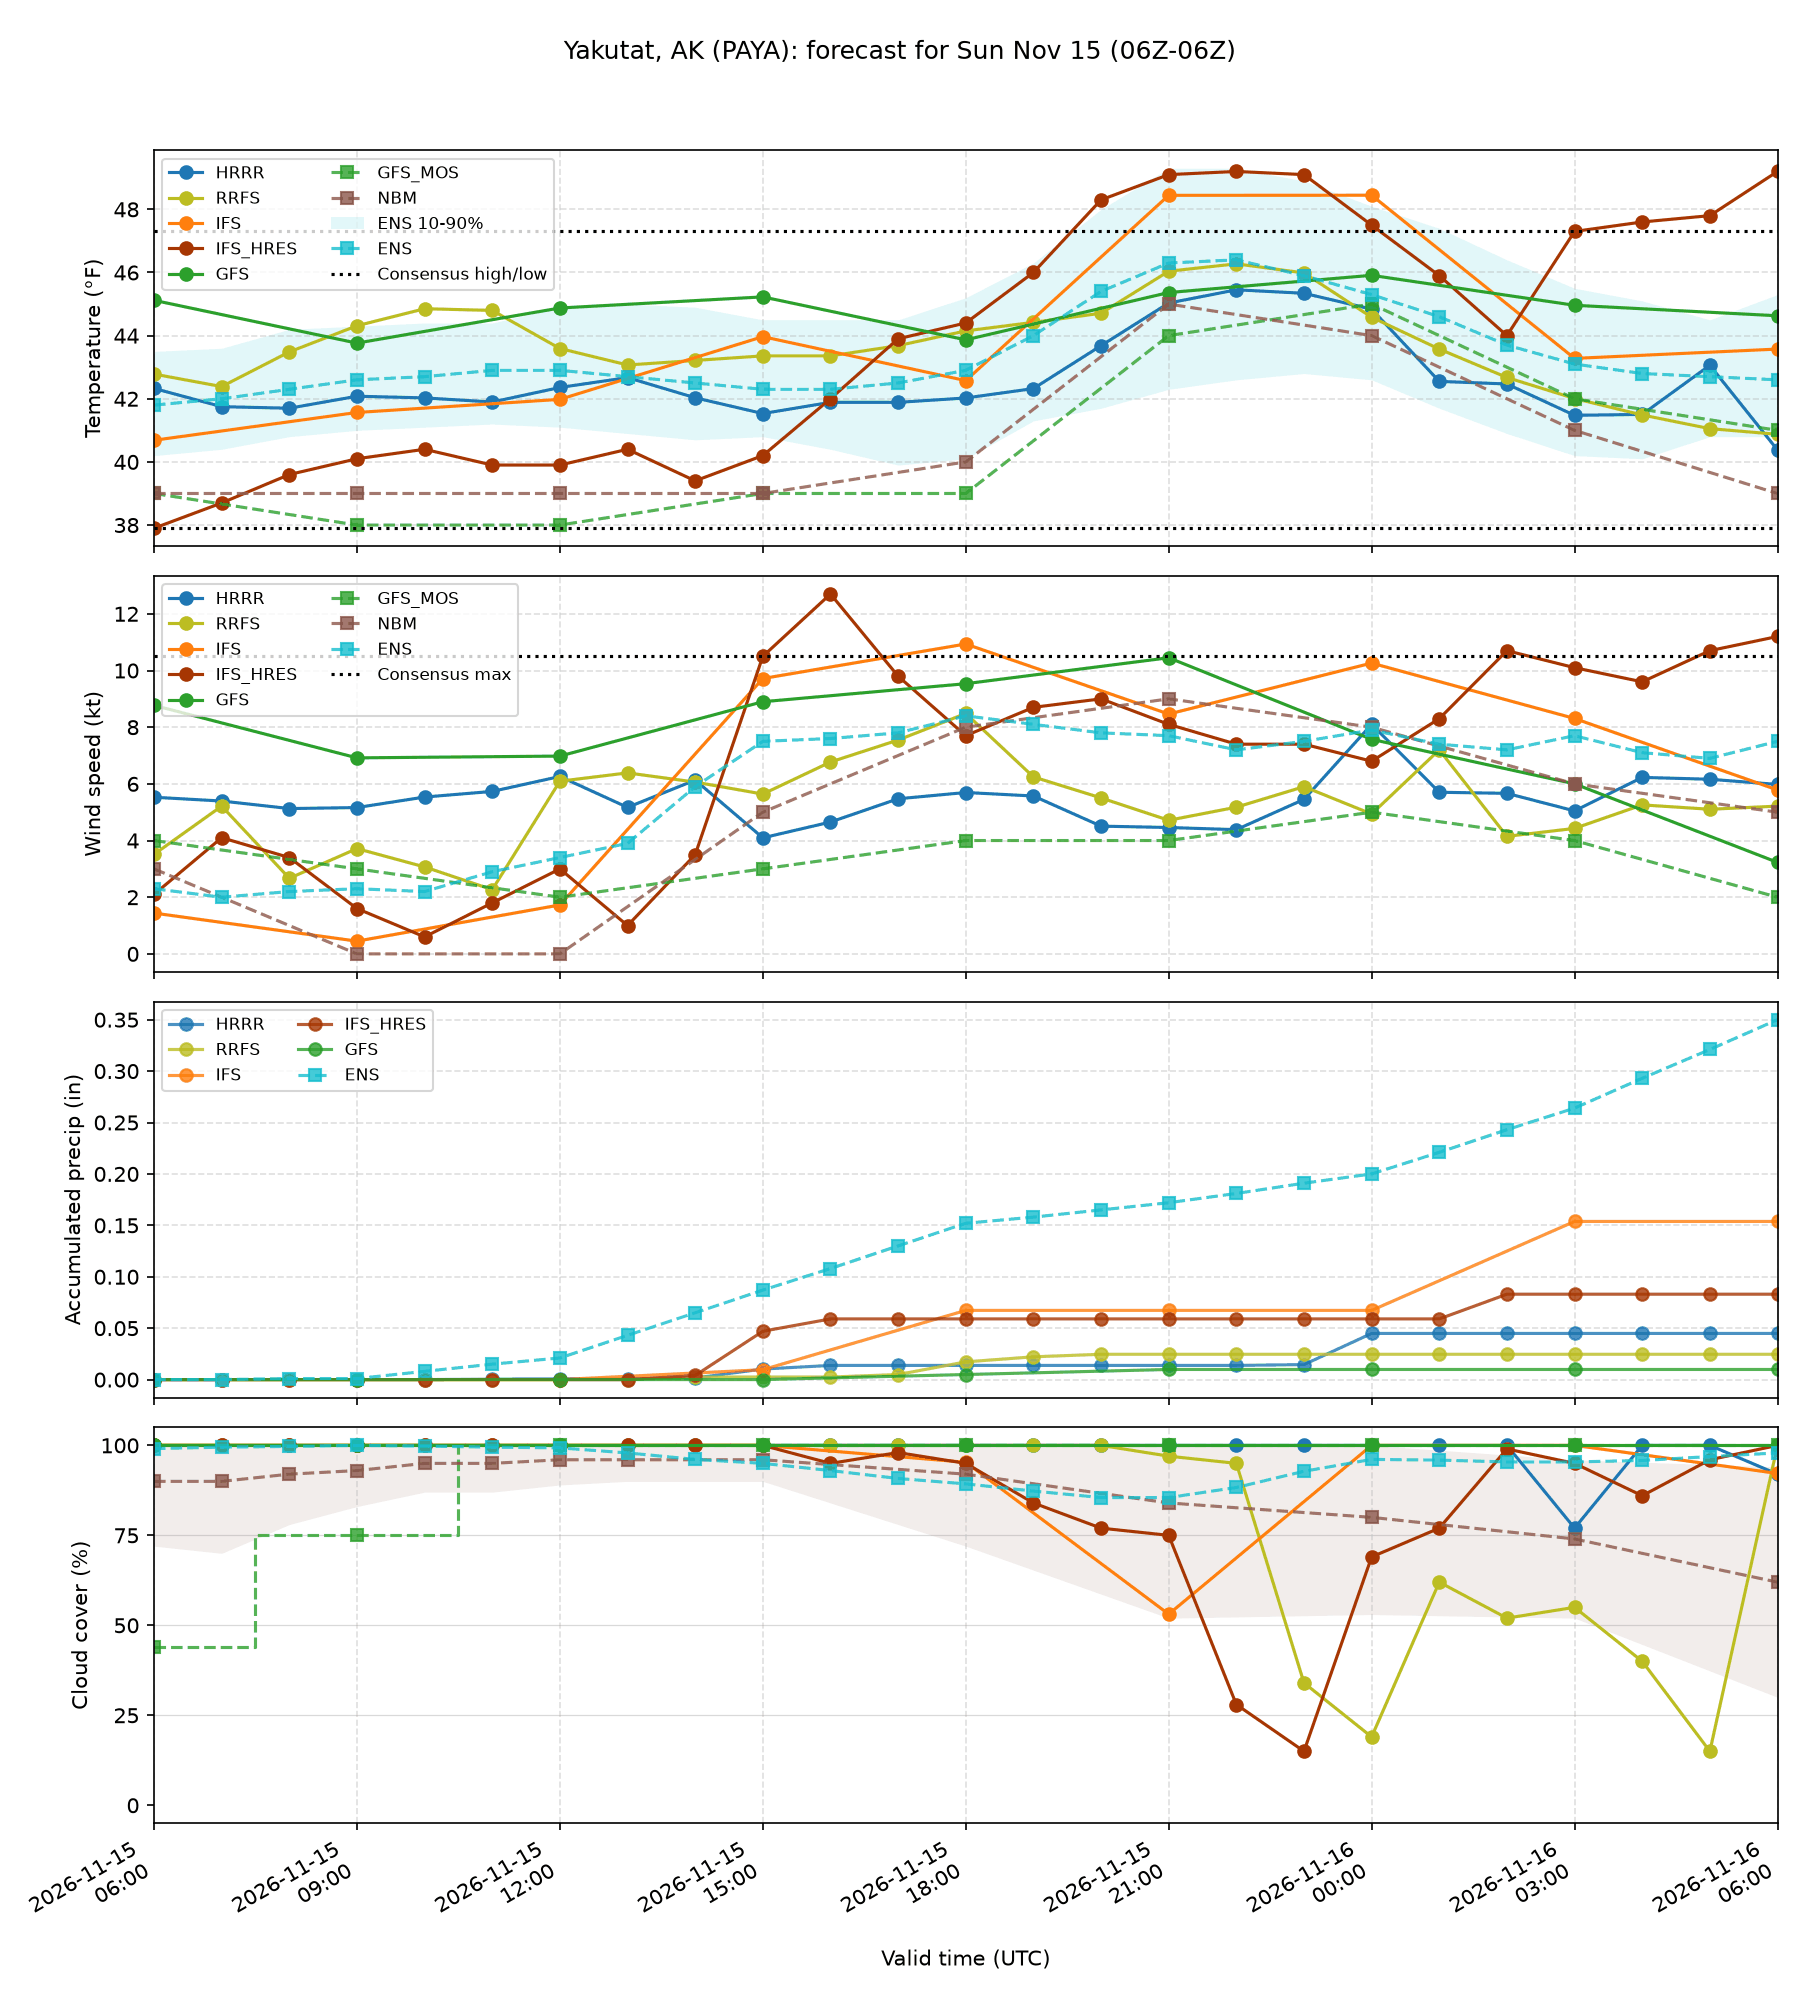 Yakutat, AK (PAYA): forecast for Sun Nov 15 (06Z-06Z)
Temperature (°F)
48
46
44
42
40
38
HRRR
RRFS
IFS
IFS_HRES
GFS
GFS_MOS
NBM
ENS 10-90%
ENS
Consensus high/low
Wind speed (kt)
12
10
8
6
4
2
0
HRRR
RRFS
IFS
IFS_HRES
GFS
GFS_MOS
NBM
ENS
Consensus max
Accumulated precip (in)
0.35
0.30
0.25
0.20
0.15
0.10
0.05
0.00
HRRR
RRFS
IFS
IFS_HRES
GFS
ENS
Cloud cover (%)
100
75
50
25
0
2026-11-15
06:00
2026-11-15
09:00
2026-11-15
12:00
2026-11-15
15:00
2026-11-15
18:00
2026-11-15
21:00
2026-11-16
00:00
2026-11-16
03:00
2026-11-16
06:00
Valid time (UTC)